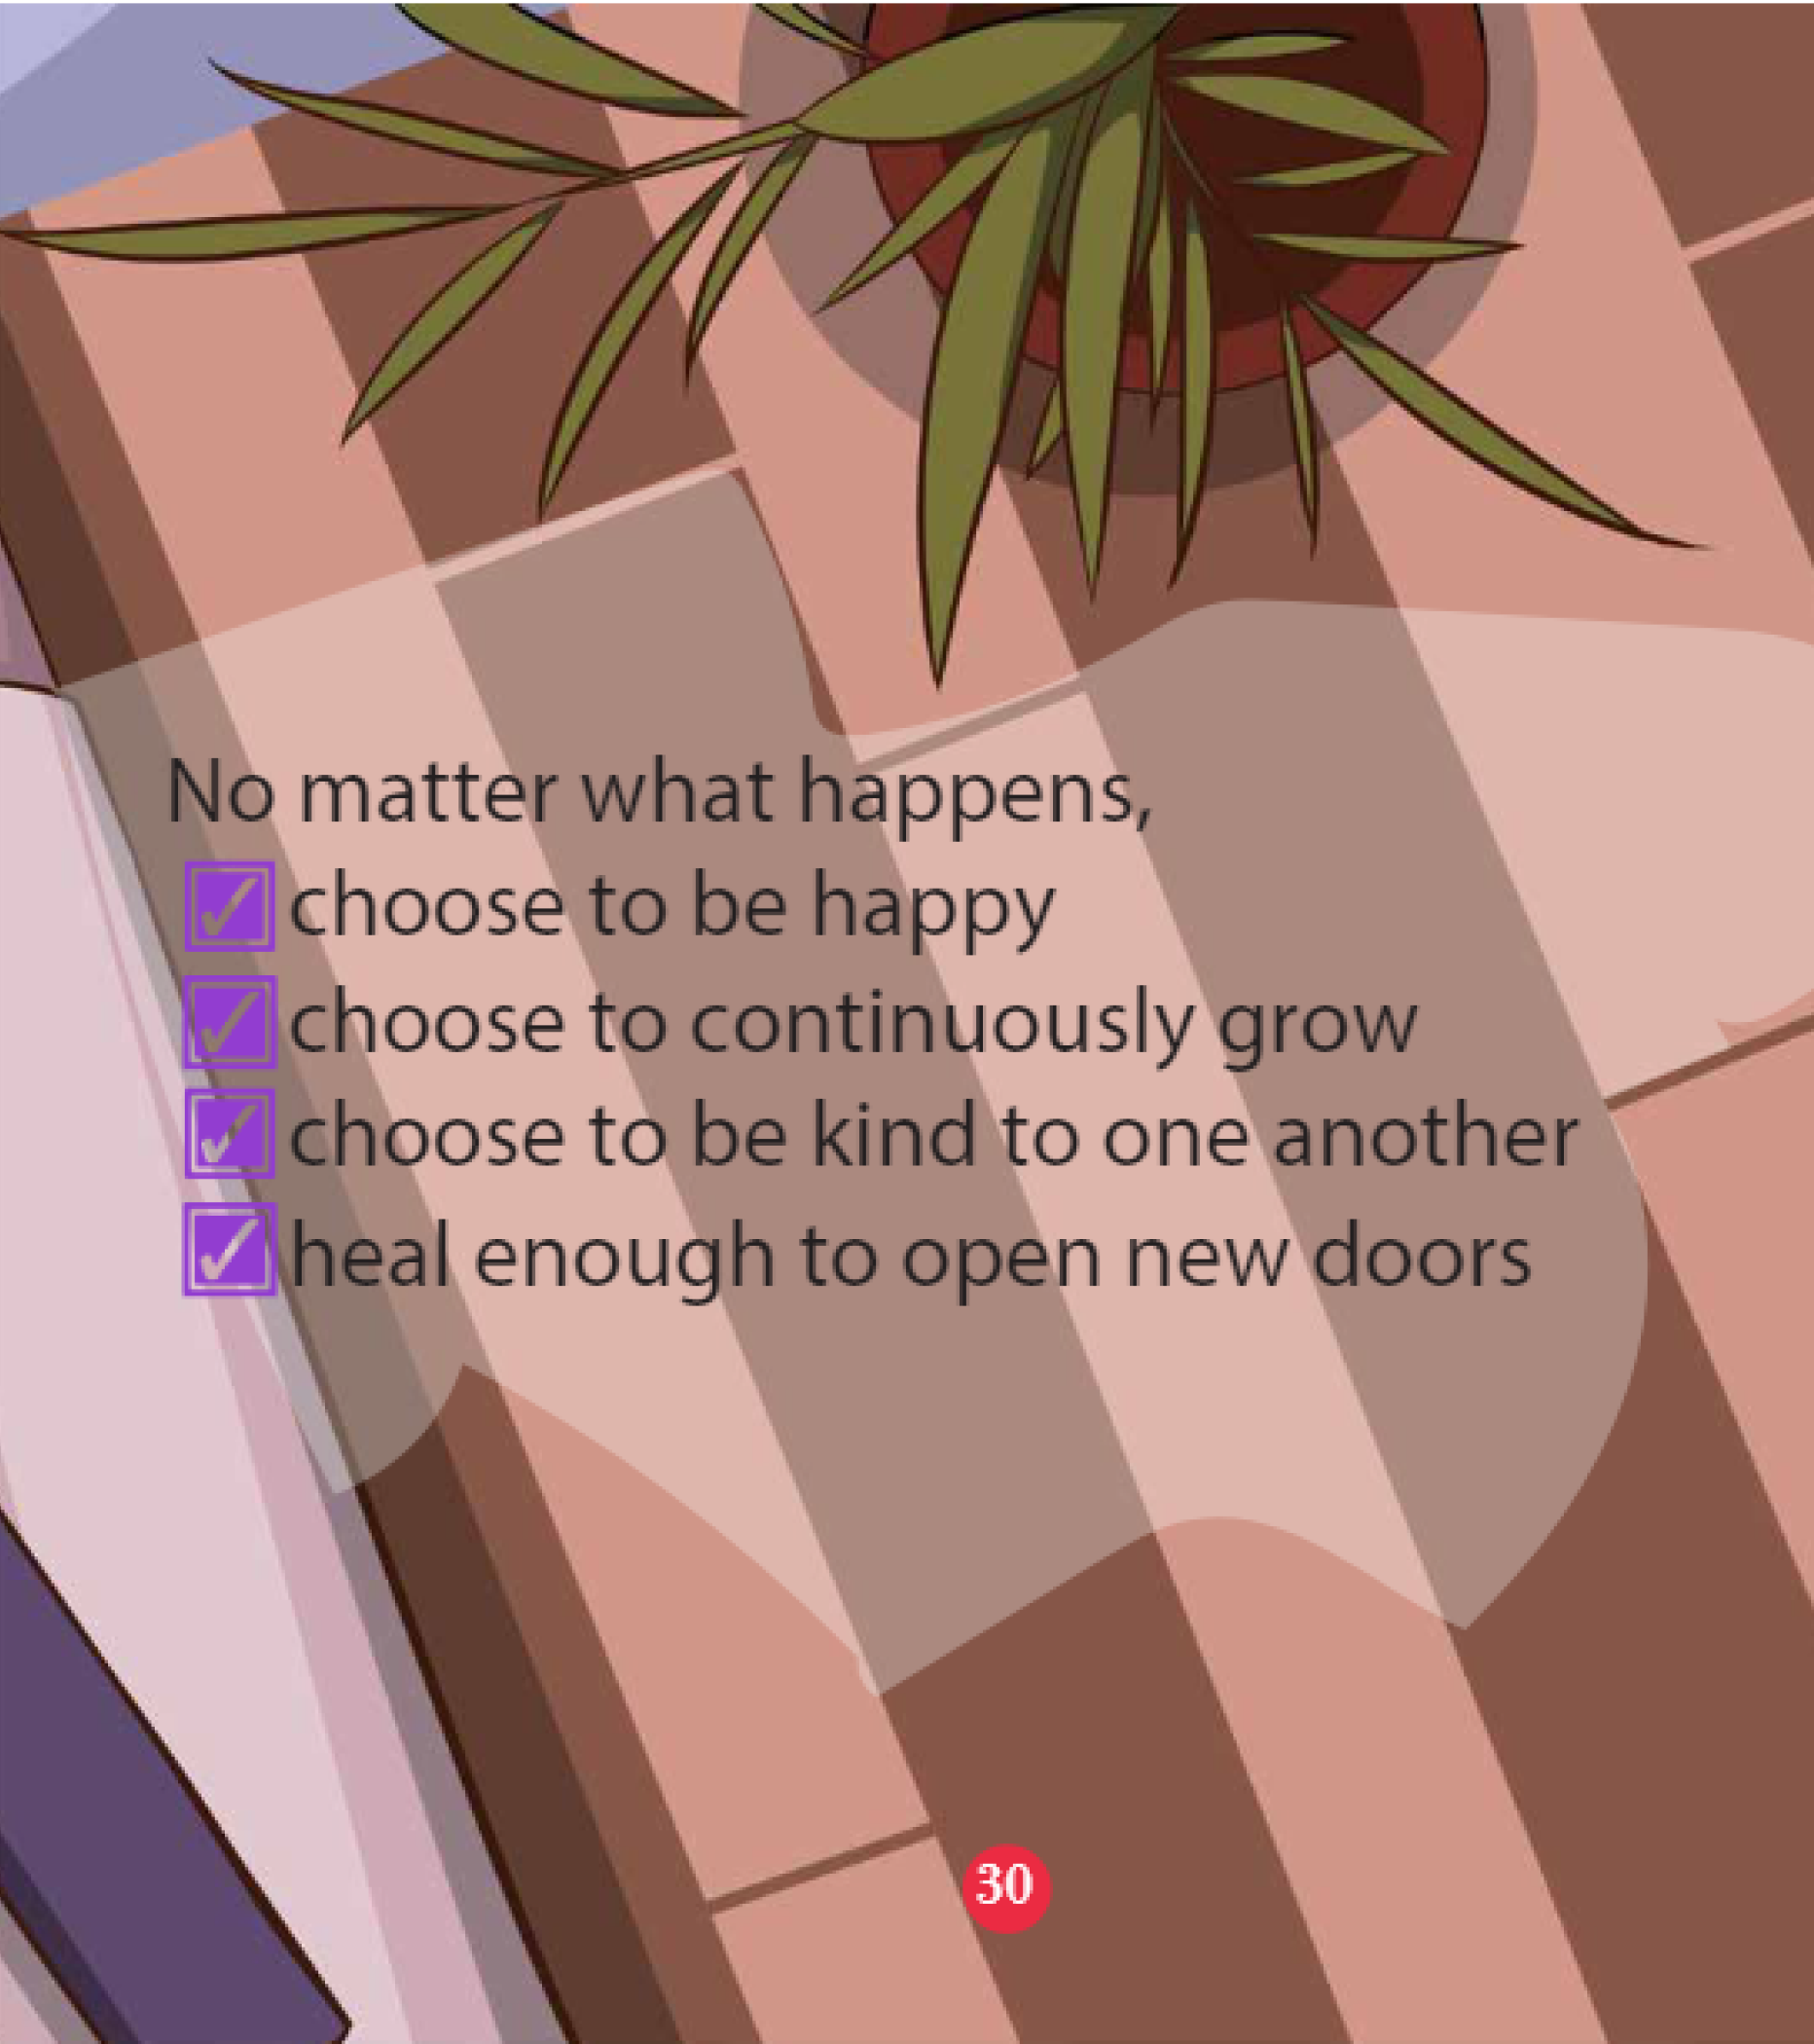 No matter what happens,
☑ choose to be happy
☑ choose to continuously grow
☑ choose to be kind to one another
☑ heal enough to open new doors
30